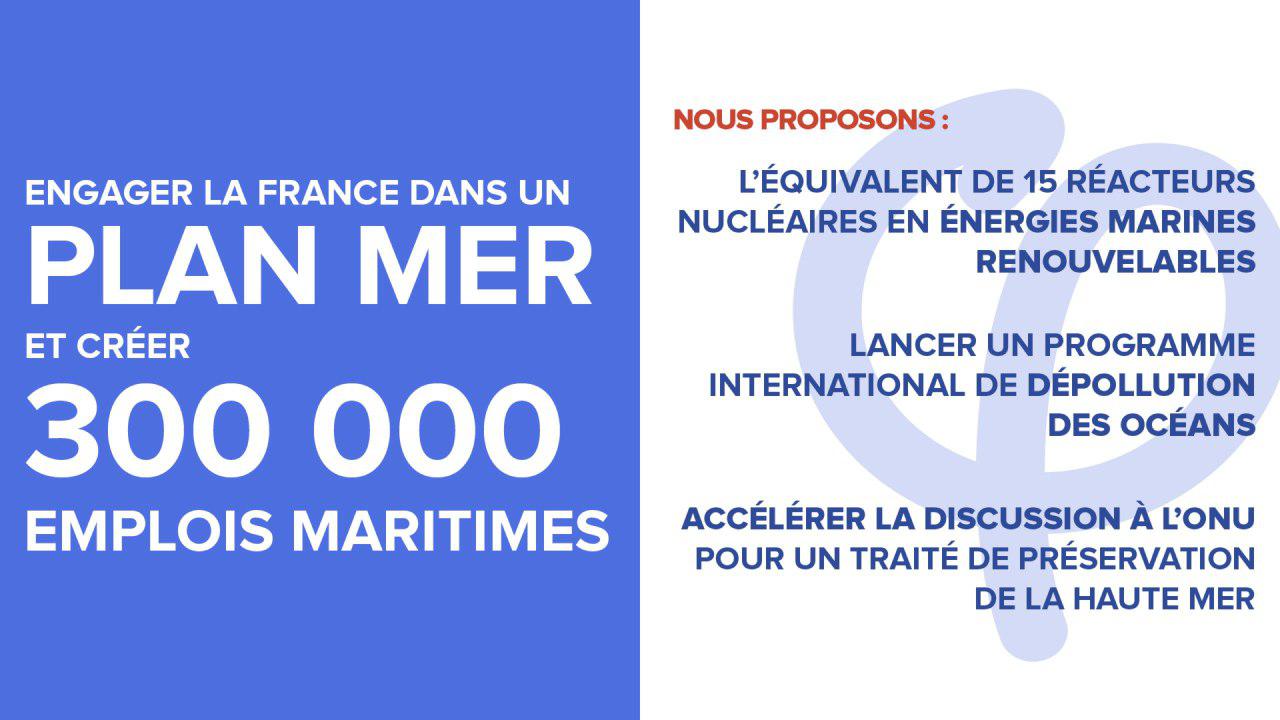 ENGAGER LA FRANCE DANS UN
PLAN MER
ET CRÉER
300 000
EMPLOIS MARITIMES
NOUS PROPOSONS :
L’ÉQUIVALENT DE 15 RÉACTEURS
NUCLÉAIRES EN ÉNERGIES MARINES
RENOUVELABLES
LANCER UN PROGRAMME
INTERNATIONAL DE DÉPOLLUTION
DES OCÉANS
ACCÉLÉRER LA DISCUSSION À L’ONU
POUR UN TRAITÉ DE PRÉSERVATION
DE LA HAUTE MER